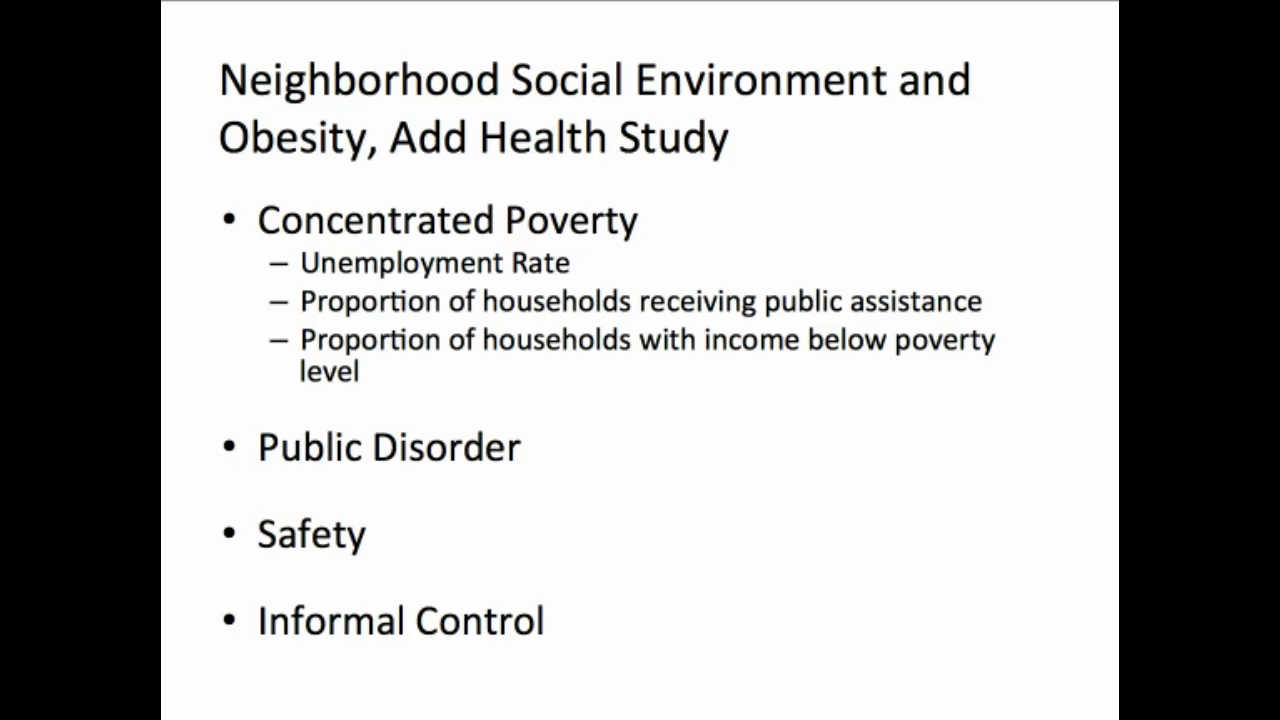 Neighborhood Social Environment and
Obesity, Add Health Study
• Concentrated Poverty
– Unemployment Rate
– Proportion of households receiving public assistance
– Proportion of households with income below poverty
level
• Public Disorder
• Safety
• Informal Control